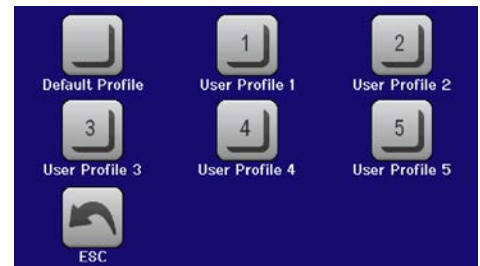 1 2
Default Profile User Profile 1 User Profile 2
3 4 5
User Profile 3 User Profile 4 User Profile 5
ESC